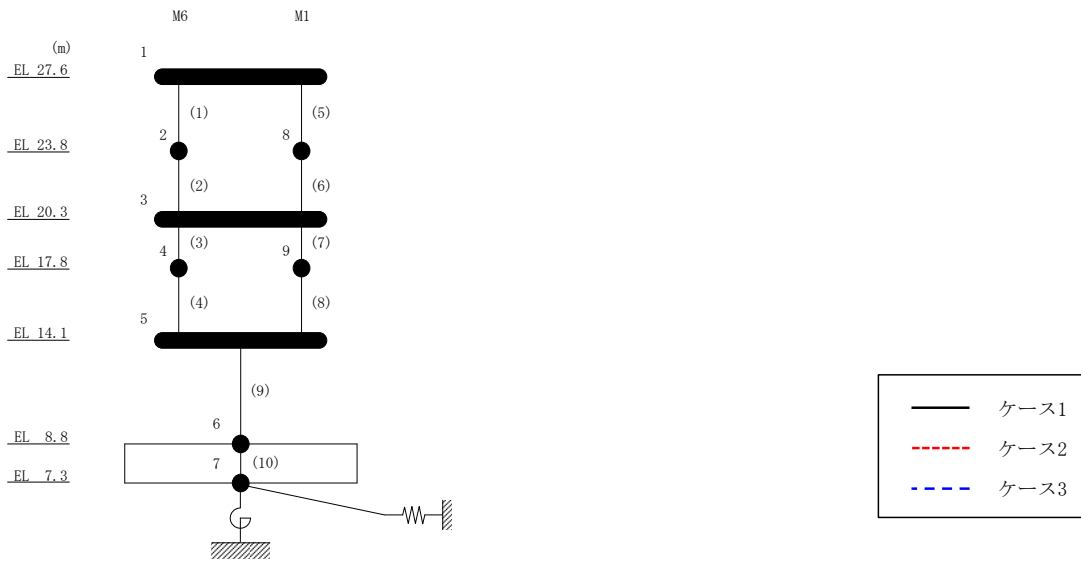 M6 M1
(m)
1
EL 27.6
(1) (5)
2 8
EL 23.8
(2) (6)
3
EL 20.3
(3) (7)
4 9
EL 17.8
(4) (8)
5
EL 14.1
(9)
6
EL 8.8
7 (10)
EL 7.3
ケース1
ケース2
ケース3